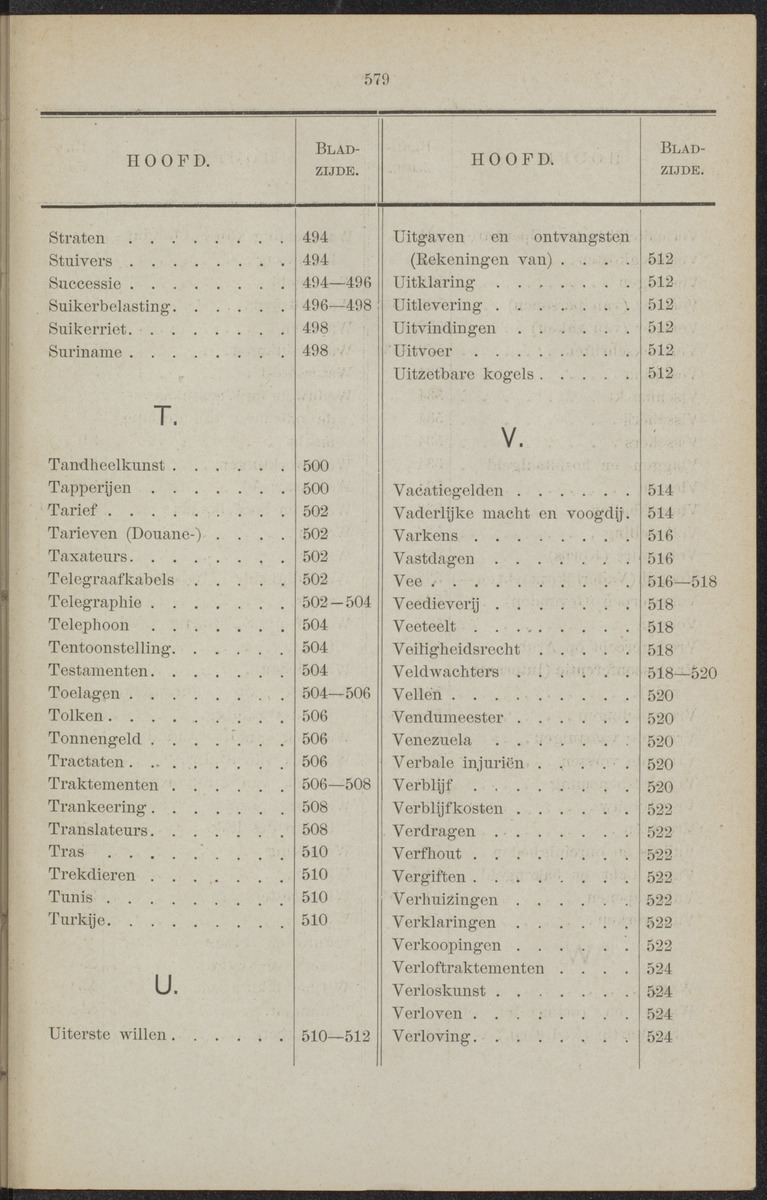 579
HOOFD.
BLAD-
ZIJDE.
Straten . . . . . . . . 494
Stuivers . . . . . . . . 494
Successie . . . . . . . 494—496
Suikerbelasting. . . . . . 496—498
Suikerriet. . . . . . . . 498
Suriname . . . . . . . . 498
T.
Tandheelkunst . . . . . . 500
Tapperijen . . . . . . . 500
Tarief . . . . . . . . . 502
Tarieven (Douane-) . . . . 502
Taxateurs. . . . . . . . 502
Telegraafkabels . . . . . 502
Telegraphie . . . . . . . 502—504
Telephoon . . . . . . . 504
Tentoonstelling. . . . . . 504
Testamenten. . . . . . . 504
Toelagen . . . . . . . . 504—506
Tolken . . . . . . . . . 506
Tonnengeld . . . . . . . 506
Tractaten . . . . . . . . 506
Traktementen . . . . . . 506—508
Trankeering . . . . . . . 508
Translateurs. . . . . . . 508
Tras . . . . . . . . . 510
Trekdieren . . . . . . . 510
Tunis . . . . . . . . . 510
Turkije. . . . . . . . . 510
U.
Uiterste willen . . . . . . 510—512
HOOFD.
BLAD-
ZIJDE.
Uitgaven en ontvangsten
(Rekeningen van) . . . . 512
Uitklaring . . . . . . . 512
Uitlevering . . . . . . . 512
Uitvindingen . . . . . . 512
Uitvoer . . . . . . . . 512
Uitzetbare kogels . . . . . 512
V.
Vacatiegelden . . . . . . 514
Vaderlijke macht en voogdij. 514
Varkens . . . . . . . . 516
Vastdagen . . . . . . . 516
Vee . . . . . . . . . . 516—518
Veedieverij . . . . . . . 518
Veeteelt . . . . . . . . 518
Veiligheidsrecht . . . . . 518
Veldwachters . . . . . . 518—520
Vellen . . . . . . . . . 520
Vendumeester . . . . . . 520
Venezuela . . . . . . . 520
Verbale injuriën . . . . . 520
Verblijf . . . . . . . . 520
Verblijfkosten . . . . . . 522
Verdragen . . . . . . . 522
Verfhout . . . . . . . . 522
Vergiften . . . . . . . . 522
Verhuizingen . . . . . . 522
Verklaringen . . . . . . 522
Verkoopingen . . . . . . 522
Verloftraktementen . . . . 524
Verloskunst . . . . . . . 524
Verloven . . . . . . . . 524
Verloving. . . . . . . . 524